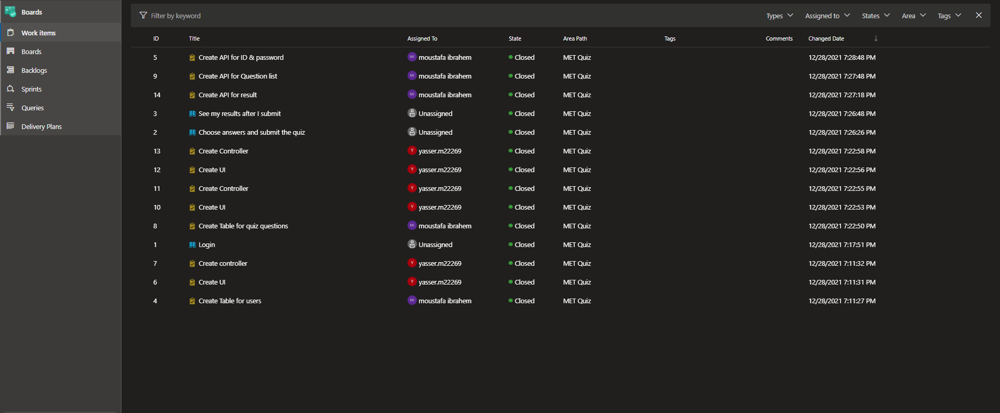 Boards
Work items
Boards
Backlogs
Sprints
Queries
Delivery Plans
Filter by keyword Types Assigned to States Area Tags
ID Title Assigned To State Area Path Tags Comments Changed Date
5 Create API for ID & password MI moustafa ibrahem Closed MET Quiz 12/28/2021 7:28:48 PM
9 Create API for Question list MI moustafa ibrahem Closed MET Quiz 12/28/2021 7:27:48 PM
14 Create API for result MI moustafa ibrahem Closed MET Quiz 12/28/2021 7:27:18 PM
3 See my results after I submit Unassigned Closed MET Quiz 12/28/2021 7:26:48 PM
2 Choose answers and submit the quiz Unassigned Closed MET Quiz 12/28/2021 7:26:26 PM
13 Create Controller Y yasser.m22269 Closed MET Quiz 12/28/2021 7:22:58 PM
12 Create UI Y yasser.m22269 Closed MET Quiz 12/28/2021 7:22:56 PM
11 Create Controller Y yasser.m22269 Closed MET Quiz 12/28/2021 7:22:55 PM
10 Create UI Y yasser.m22269 Closed MET Quiz 12/28/2021 7:22:53 PM
8 Create Table for quiz questions MI moustafa ibrahem Closed MET Quiz 12/28/2021 7:22:50 PM
1 Login Unassigned Closed MET Quiz 12/28/2021 7:17:51 PM
7 Create controller Y yasser.m22269 Closed MET Quiz 12/28/2021 7:11:32 PM
6 Create UI Y yasser.m22269 Closed MET Quiz 12/28/2021 7:11:31 PM
4 Create Table for users MI moustafa ibrahem Closed MET Quiz 12/28/2021 7:11:27 PM